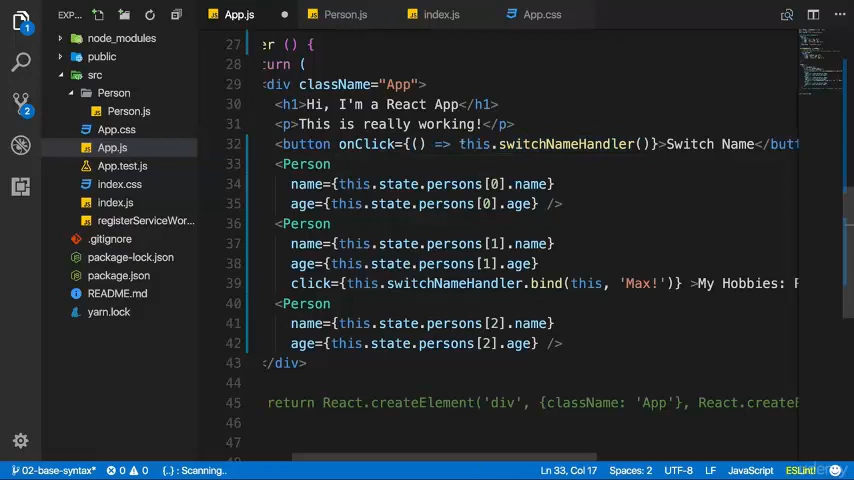 EXP...
App.js
Person.js
index.js
App.css
node_modules
public
src
Person
Person.js
App.css
App.js
App.test.js
index.css
index.js
registerServiceWor...
.gitignore
package-lock.json
package.json
README.md
yarn.lock
1
2
27 er () {
28 urn (
29 div className="App">
30 <h1>Hi, I'm a React App</h1>
31 <p>This is really working!</p>
32 <button onClick={() => this.switchNameHandler()}>Switch Name</butt
33 <Person
34 name={this.state.persons[0].name}
35 age={this.state.persons[0].age} />
36 <Person
37 name={this.state.persons[1].name}
38 age={this.state.persons[1].age}
39 click={this.switchNameHandler.bind(this, 'Max!')} >My Hobbies: R
40 <Person
41 name={this.state.persons[2].name}
42 age={this.state.persons[2].age} />
43 </div>
44
45 return React.createElement('div', {className: 'App'}, React.createE
46
47
02-base-syntax* 0 0 {..} : Scanning.. Ln 33, Col 17 Spaces: 2 UTF-8 LF JavaScript ESLint!